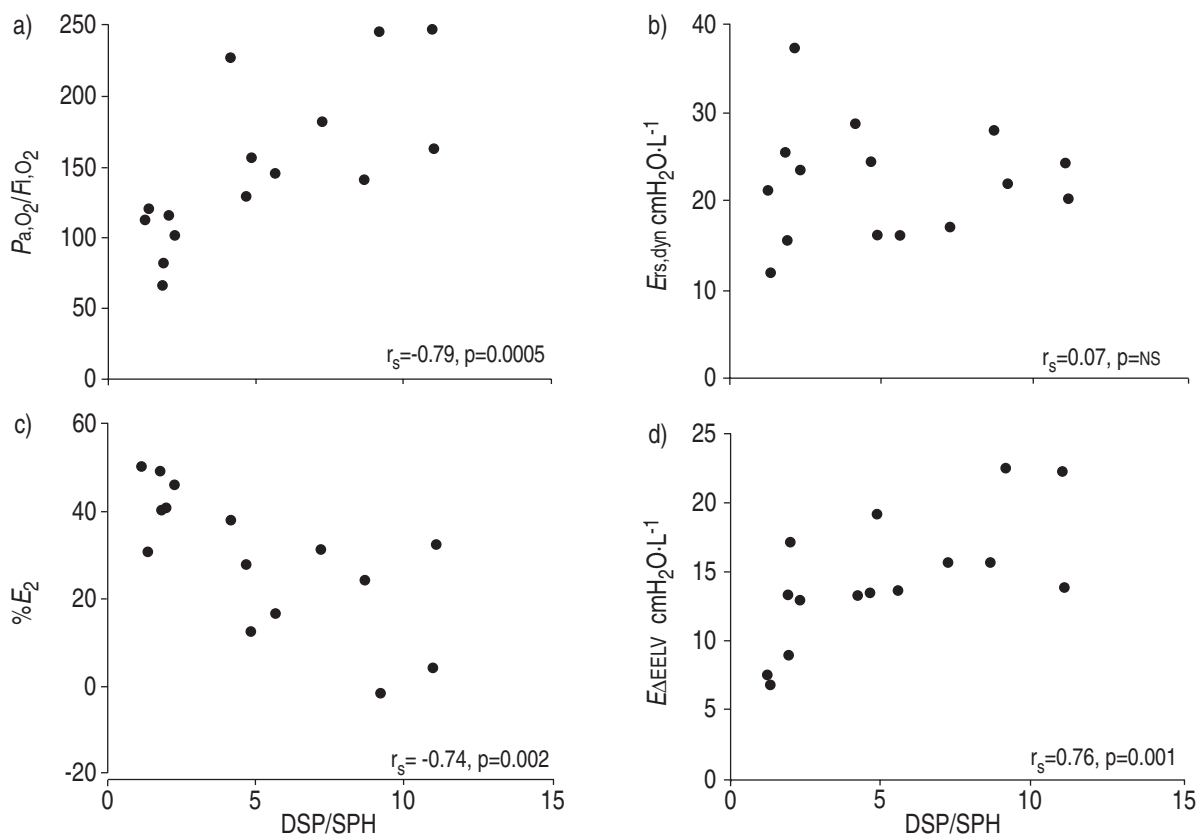 a)
250
200
150
100
50
0
Pa,O2/FI,O2
rs=-0.79, p=0.0005
b)
40
30
20
10
0
Ers,dyn cmH2O·L-1
rs=0.07, p=NS
c)
60
40
20
0
-20
%E2
rs= -0.74, p=0.002
0 5 10 15
DSP/SPH
d)
25
20
15
10
5
0
EΔEELV cmH2O·L-1
rs=0.76, p=0.001
0 5 10 15
DSP/SPH